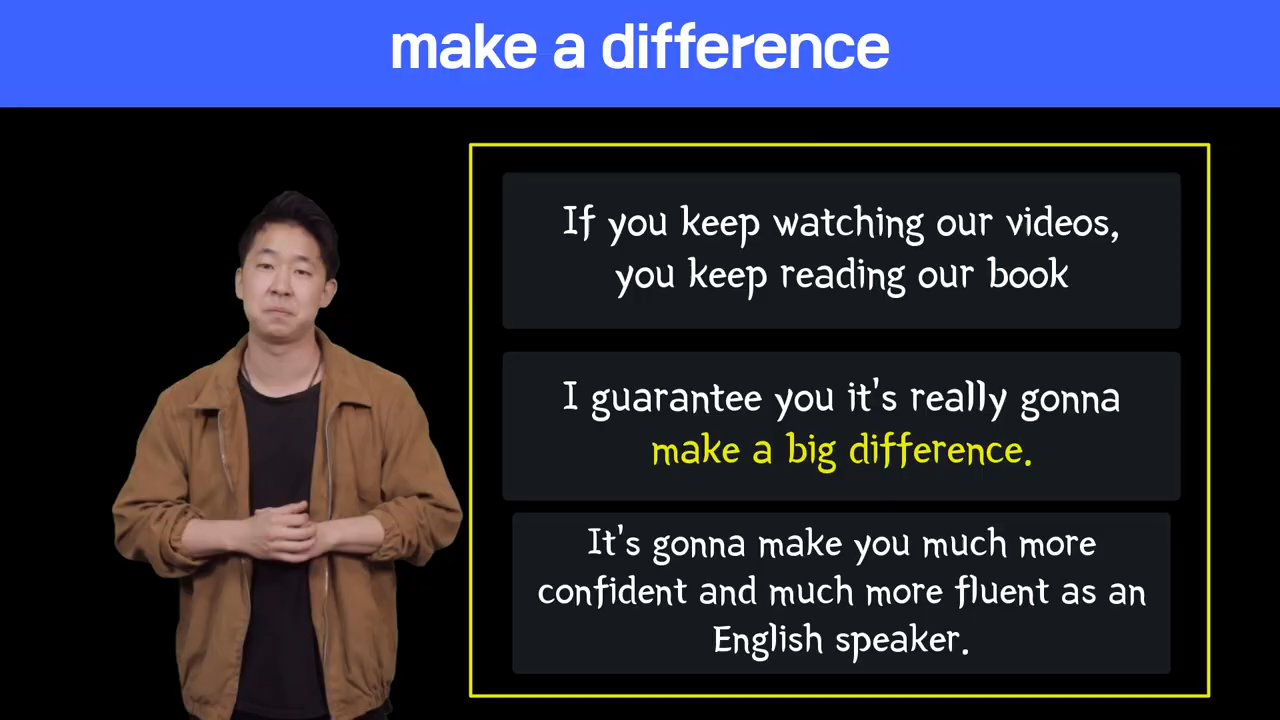 make a difference
If you keep watching our videos,
you keep reading our book
I guarantee you it's really gonna
make a big difference.
It's gonna make you much more
confident and much more fluent as an
English speaker.